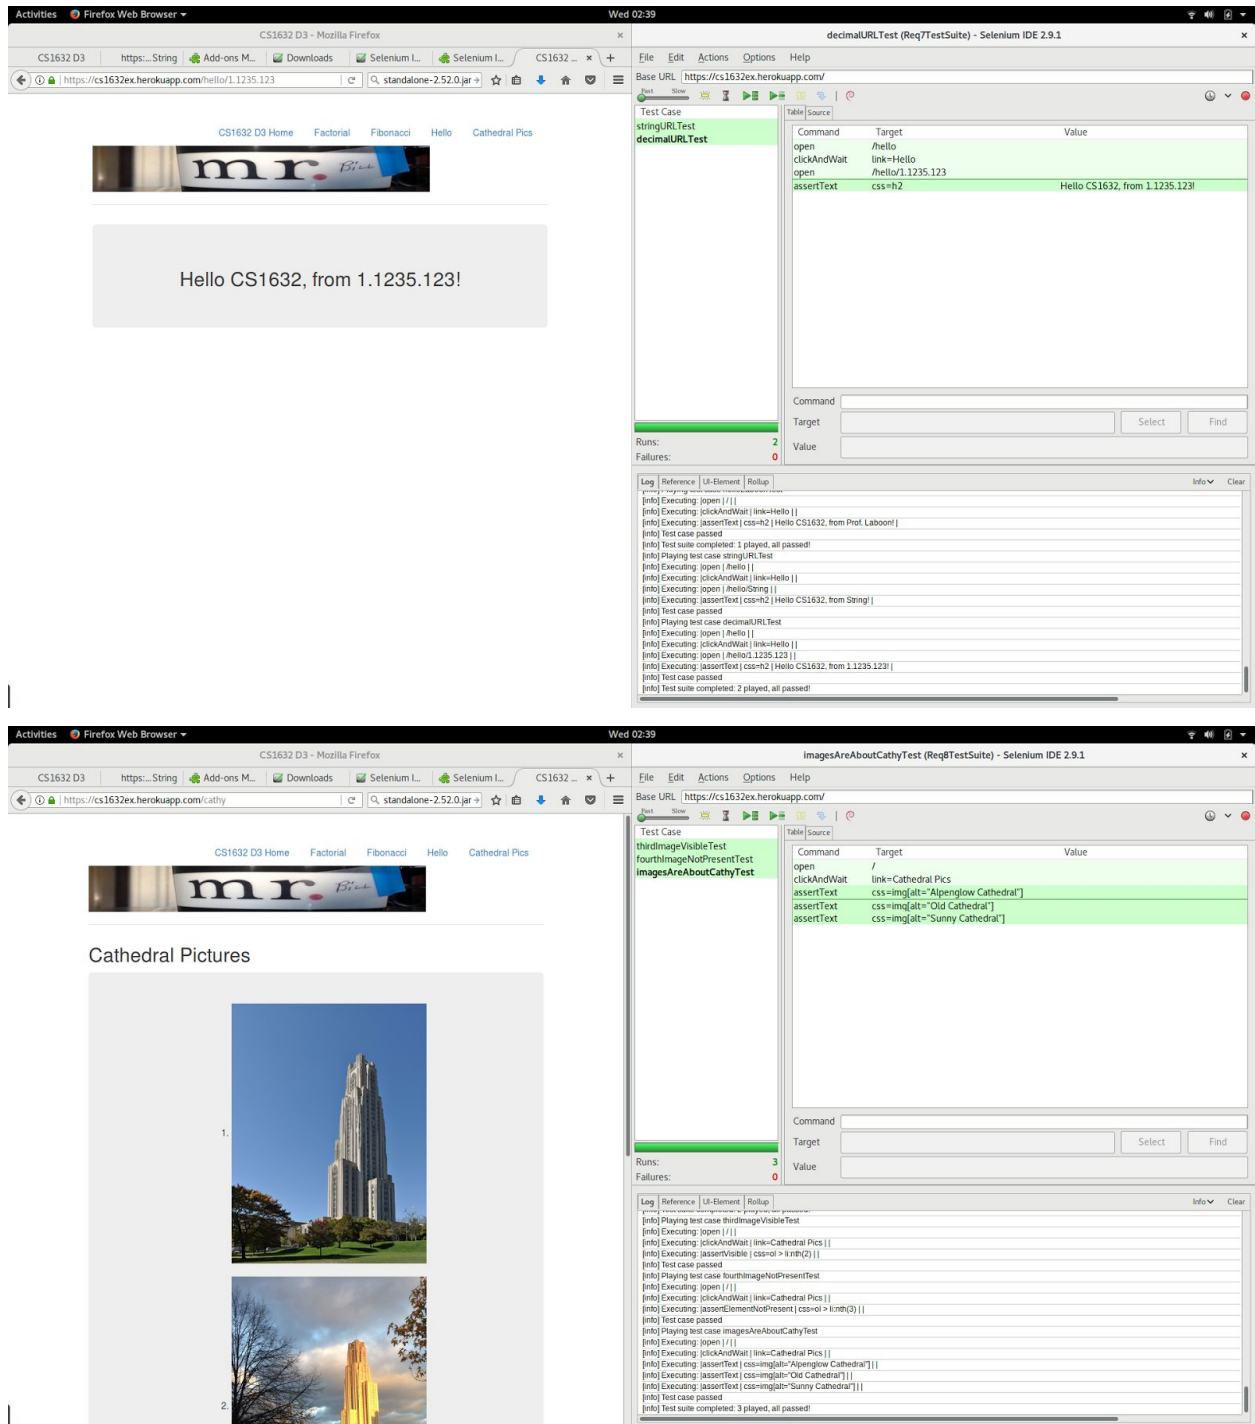 Activities Firefox Web Browser Wed 02:39
CS1632 D3 - Mozilla Firefox
CS1632 D3 https:...String Add-ons M... Downloads Selenium I... Selenium I... CS1632 ...
https://cs1632ex.herokuapp.com/hello/1.1235.123 standalone-2.52.0.jar
CS1632 D3 Home Factorial Fibonacci Hello Cathedral Pics
mr. Bill
Hello CS1632, from 1.1235.123!
decimalURLTest (Req7TestSuite) - Selenium IDE 2.9.1
File Edit Actions Options Help
Base URL https://cs1632ex.herokuapp.com/
Fast Slow
Test Case
stringURLTest
decimalURLTest
Runs: 2
Failures: 0
Table Source
Command Target Value
open /hello
clickAndWait link=Hello
open /hello/1.1235.123
assertText css=h2 Hello CS1632, from 1.1235.123!
Command
Target Select Find
Value
Log Reference UI-Element Rollup Info Clear
[info] Executing: |open | / | |
[info] Executing: |clickAndWait | link=Hello | |
[info] Executing: |assertText | css=h2 | Hello CS1632, from Prof. Laboon! |
[info] Test case passed
[info] Test suite completed: 1 played, all passed!
[info] Playing test case stringURLTest
[info] Executing: |open | /hello | |
[info] Executing: |clickAndWait | link=Hello | |
[info] Executing: |open | /hello/String | |
[info] Executing: |assertText | css=h2 | Hello CS1632, from String! |
[info] Test case passed
[info] Playing test case decimalURLTest
[info] Executing: |open | /hello | |
[info] Executing: |clickAndWait | link=Hello | |
[info] Executing: |open | /hello/1.1235.123 | |
[info] Executing: |assertText | css=h2 | Hello CS1632, from 1.1235.123! |
[info] Test case passed
[info] Test suite completed: 2 played, all passed!
Activities Firefox Web Browser Wed 02:39
CS1632 D3 - Mozilla Firefox
CS1632 D3 https:...String Add-ons M... Downloads Selenium I... Selenium I... CS1632 ...
https://cs1632ex.herokuapp.com/cathy standalone-2.52.0.jar
CS1632 D3 Home Factorial Fibonacci Hello Cathedral Pics
mr. Bill
Cathedral Pictures
1.
2.
imagesAreAboutCathyTest (Req8TestSuite) - Selenium IDE 2.9.1
File Edit Actions Options Help
Base URL https://cs1632ex.herokuapp.com/
Fast Slow
Test Case
thirdImageVisibleTest
fourthImageNotPresentTest
imagesAreAboutCathyTest
Runs: 3
Failures: 0
Table Source
Command Target Value
open /
clickAndWait link=Cathedral Pics
assertText css=img[alt="Alpenglow Cathedral"]
assertText css=img[alt="Old Cathedral"]
assertText css=img[alt="Sunny Cathedral"]
Command
Target Select Find
Value
Log Reference UI-Element Rollup Info Clear
[info] Playing test case thirdImageVisibleTest
[info] Executing: |open | / | |
[info] Executing: |clickAndWait | link=Cathedral Pics | |
[info] Executing: |assertVisible | css=ol > li:nth(2) | |
[info] Test case passed
[info] Playing test case fourthImageNotPresentTest
[info] Executing: |open | / | |
[info] Executing: |clickAndWait | link=Cathedral Pics | |
[info] Executing: |assertElementNotPresent | css=ol > li:nth(3) | |
[info] Test case passed
[info] Playing test case imagesAreAboutCathyTest
[info] Executing: |open | / | |
[info] Executing: |clickAndWait | link=Cathedral Pics | |
[info] Executing: |assertText | css=img[alt="Alpenglow Cathedral"] | |
[info] Executing: |assertText | css=img[alt="Old Cathedral"] | |
[info] Executing: |assertText | css=img[alt="Sunny Cathedral"] | |
[info] Test case passed
[info] Test suite completed: 3 played, all passed!